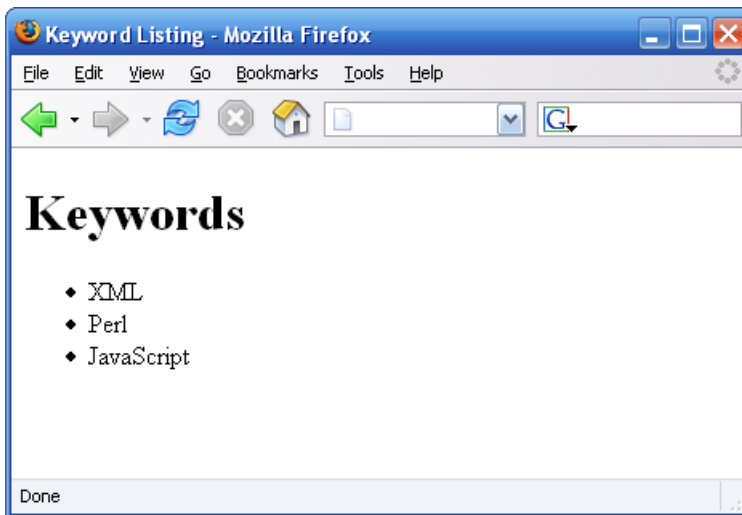 Keyword Listing - Mozilla Firefox
File Edit View Go Bookmarks Tools Help
G
Keywords
XML
Perl
JavaScript
Done